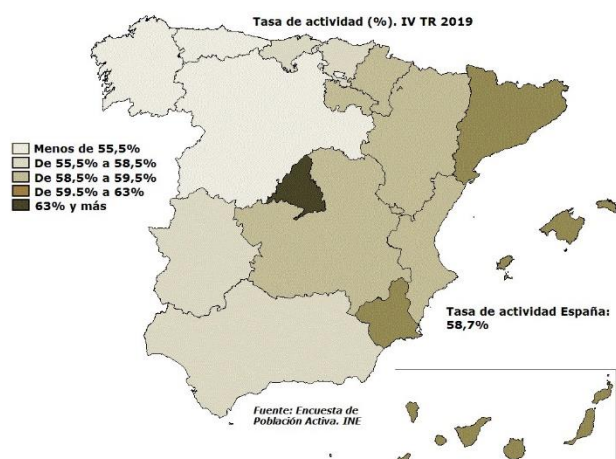 Tasa de actividad (%). IV TR 2019
Menos de 55,5%
De 55,5% a 58,5%
De 58,5% a 59,5%
De 59.5% a 63%
63% y más
Tasa de actividad España:
58,7%
Fuente: Encuesta de
Población Activa. INE